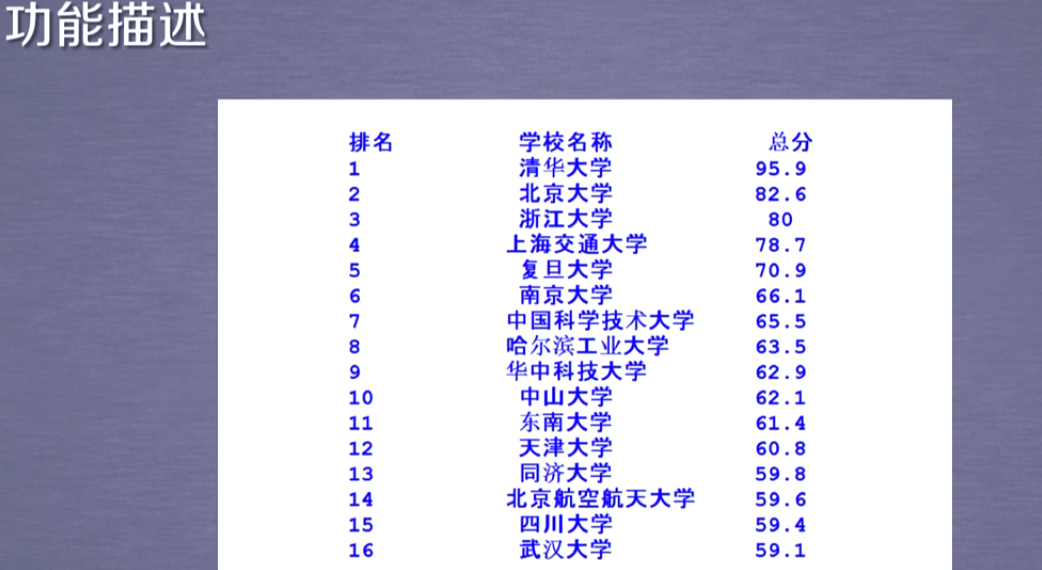 功能描述
排名 学校名称 总分
1 清华大学 95.9
2 北京大学 82.6
3 浙江大学 80
4 上海交通大学 78.7
5 复旦大学 70.9
6 南京大学 66.1
7 中国科学技术大学 65.5
8 哈尔滨工业大学 63.5
9 华中科技大学 62.9
10 中山大学 62.1
11 东南大学 61.4
12 天津大学 60.8
13 同济大学 59.8
14 北京航空航天大学 59.6
15 四川大学 59.4
16 武汉大学 59.1